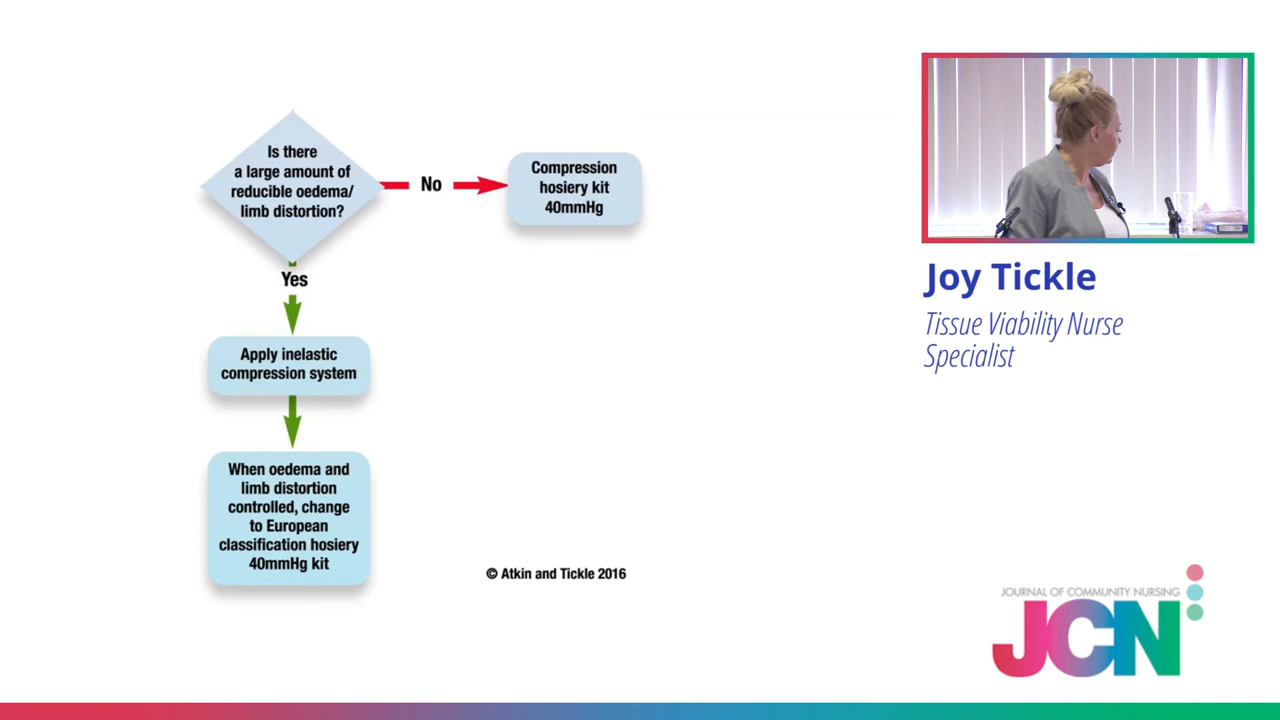 Is there
a large amount of
reducible oedema/
limb distortion?
No
Compression
hosiery kit
40mmHg
Yes
Apply inelastic
compression system
When oedema and
limb distortion
controlled, change
to European
classification hosiery
40mmHg kit
© Atkin and Tickle 2016
Joy Tickle
Tissue Viability Nurse
Specialist
JOURNAL OF COMMUNITY NURSING
JCN